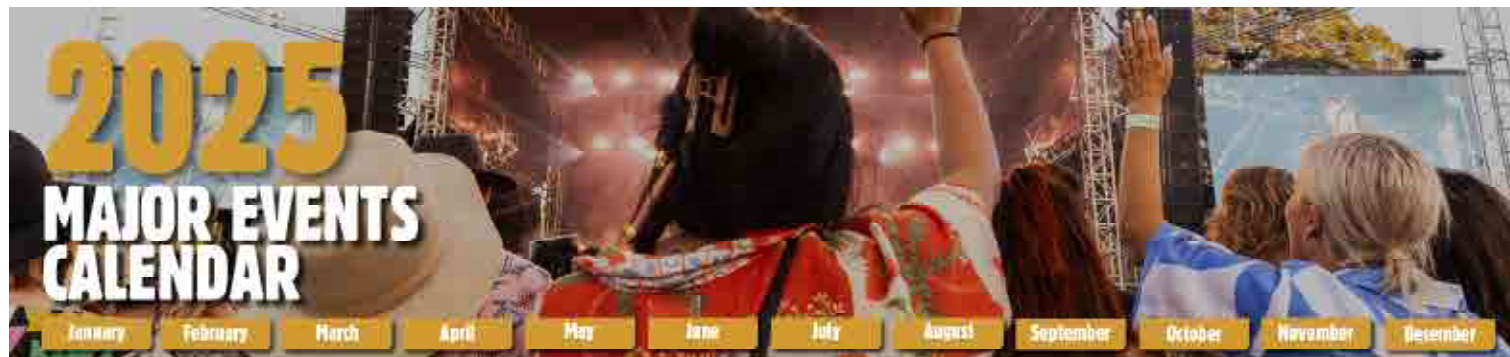 2025
MAJOR EVENTS
CALENDAR
January February March April May June July August September October November December